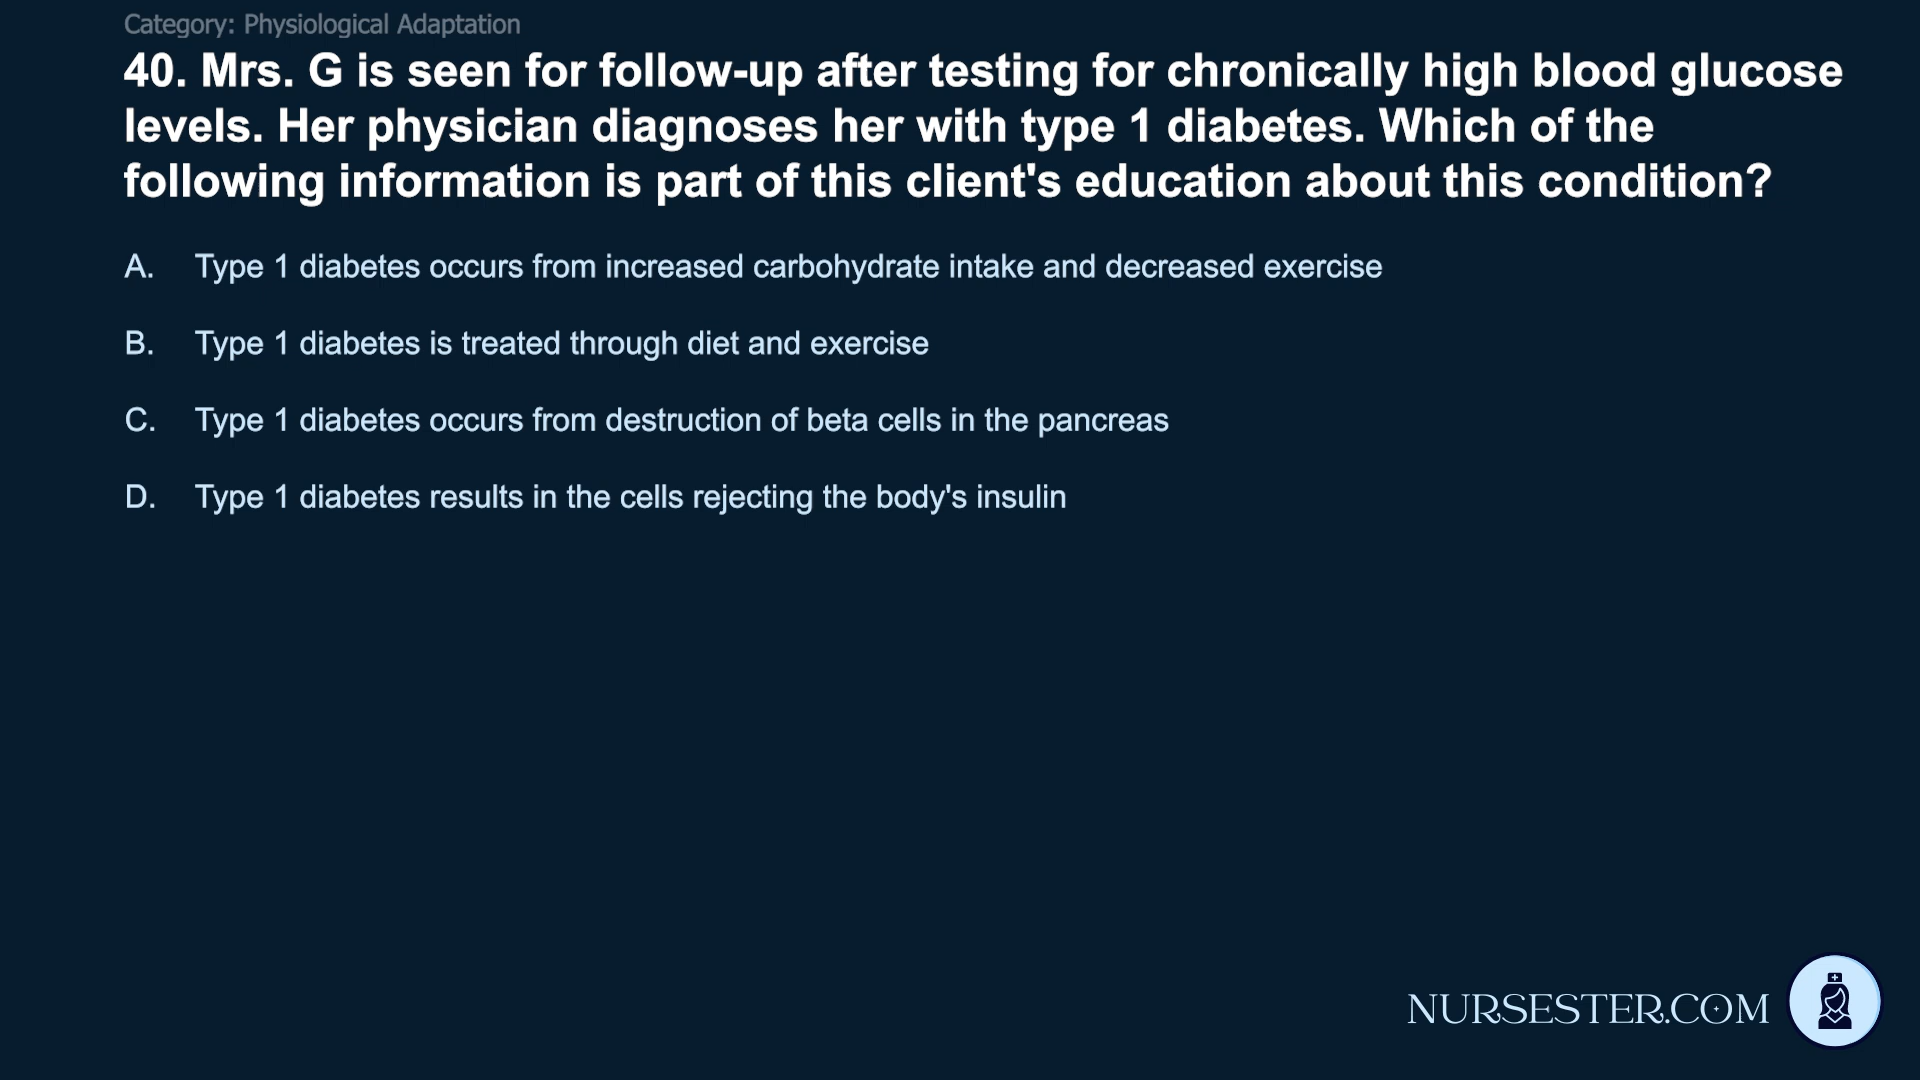 Category: Physiological Adaptation
40. Mrs. G is seen for follow-up after testing for chronically high blood glucose
levels. Her physician diagnoses her with type 1 diabetes. Which of the
following information is part of this client's education about this condition?
A. Type 1 diabetes occurs from increased carbohydrate intake and decreased exercise
B. Type 1 diabetes is treated through diet and exercise
C. Type 1 diabetes occurs from destruction of beta cells in the pancreas
D. Type 1 diabetes results in the cells rejecting the body's insulin
NURSESTER.COM